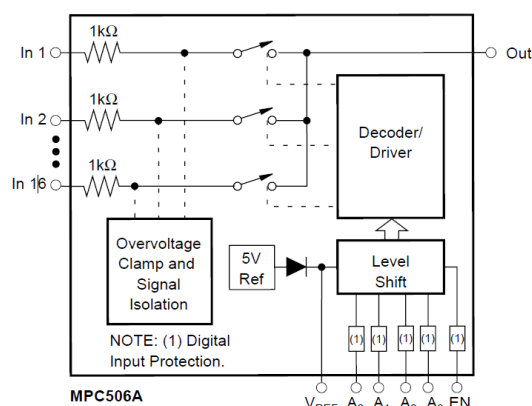 1kΩ
In 1
Out
1kΩ
In 2
Decoder/
Driver
1kΩ
In 16
Overvoltage
Clamp and
Signal
Isolation
5V
Ref
Level
Shift
(1) (1) (1) (1) (1)
NOTE: (1) Digital
Input Protection.
MPC506A
EN